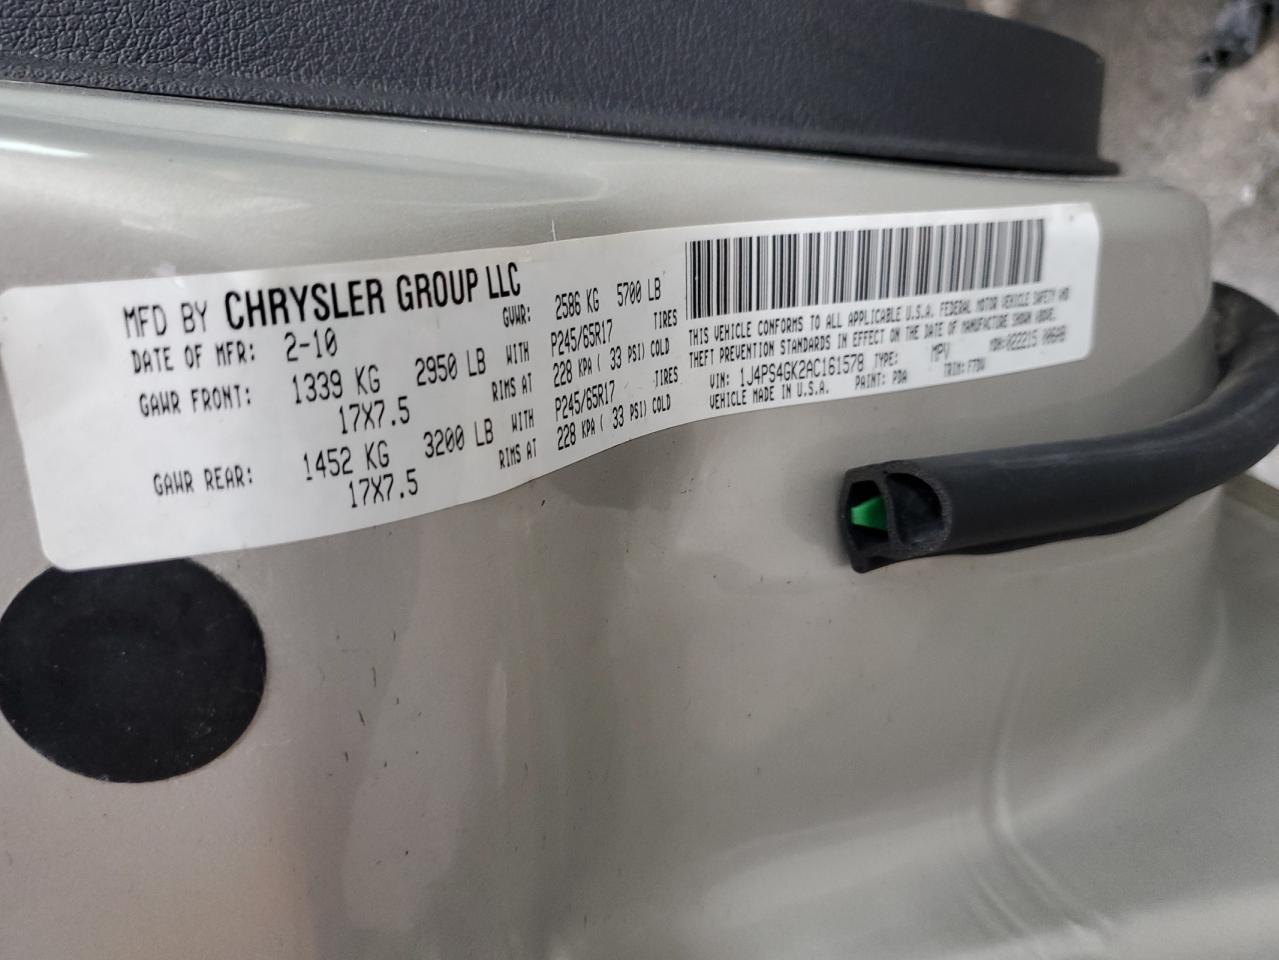 MFD BY CHRYSLER GROUP LLC
DATE OF MFR: 2-10 GVWR: 2586 KG 5700 LB
GAWR FRONT: 1339 KG 2950 LB WITH P245/65R17 TIRES
17X7.5 RIMS AT 228 KPA ( 33 PSI) COLD
GAWR REAR: 1452 KG 3200 LB WITH P245/65R17 TIRES
17X7.5 RIMS AT 228 KPA ( 33 PSI) COLD
THIS VEHICLE CONFORMS TO ALL APPLICABLE U.S.A. FEDERAL MOTOR VEHICLE SAFETY AND
THEFT PREVENTION STANDARDS IN EFFECT ON THE DATE OF MANUFACTURE SHOWN ABOVE.
VIN: 1J4PS4GK2AC161578 TYPE: MPV MDH:022215 006AB
VEHICLE MADE IN U.S.A. PAINT: PDA TRIM: